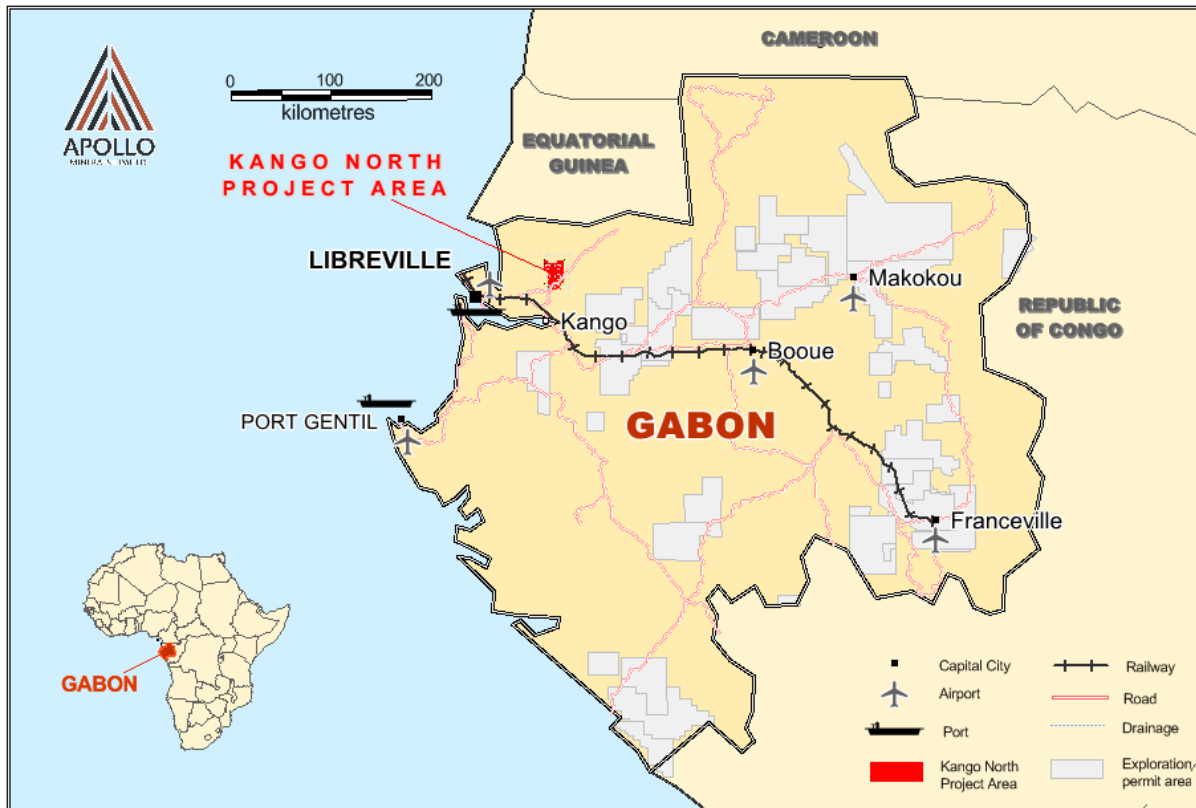 CAMEROON
0 100 200
kilometres
APOLLO
MINERALS LIMITED
EQUATORIAL
GUINEA
KANGO NORTH
PROJECT AREA
LIBREVILLE
Makokou
REPUBLIC
OF CONGO
Kango
Booue
PORT GENTIL
GABON
Franceville
GABON
Capital City
Railway
Airport
Road
Port
Drainage
Kango North
Project Area
Exploration
permit area